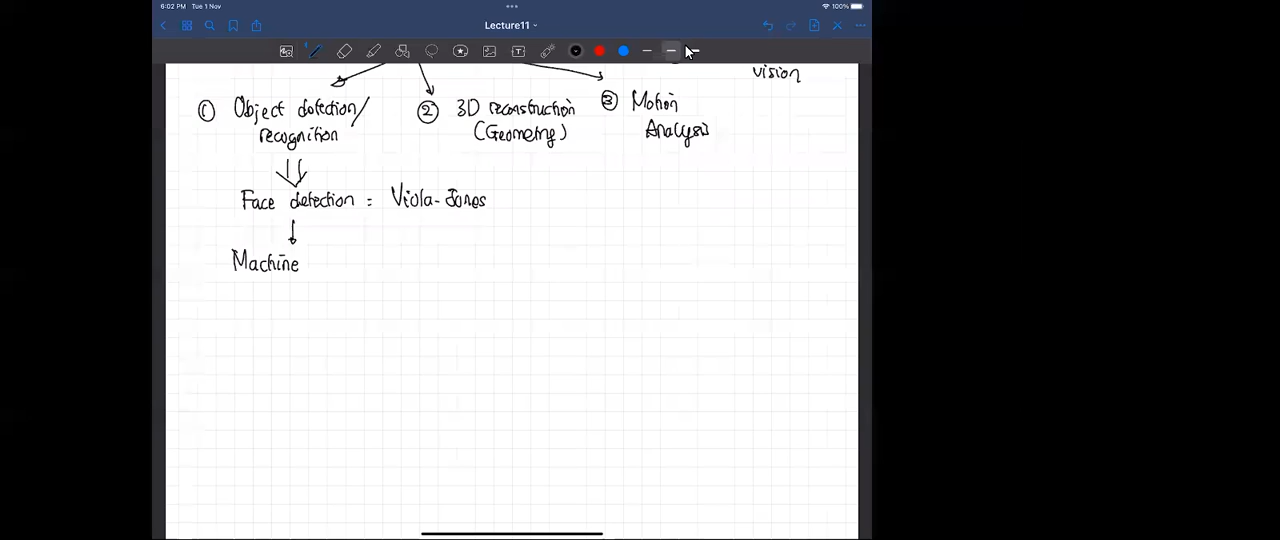 6:02 PM Tue 1 Nov
100%
Lecture11
vision
① Object detection/
recognition
② 3D reconstruction
(Geometry)
③ Motion
Analysis
Face detection = Viola-Jones
Machine